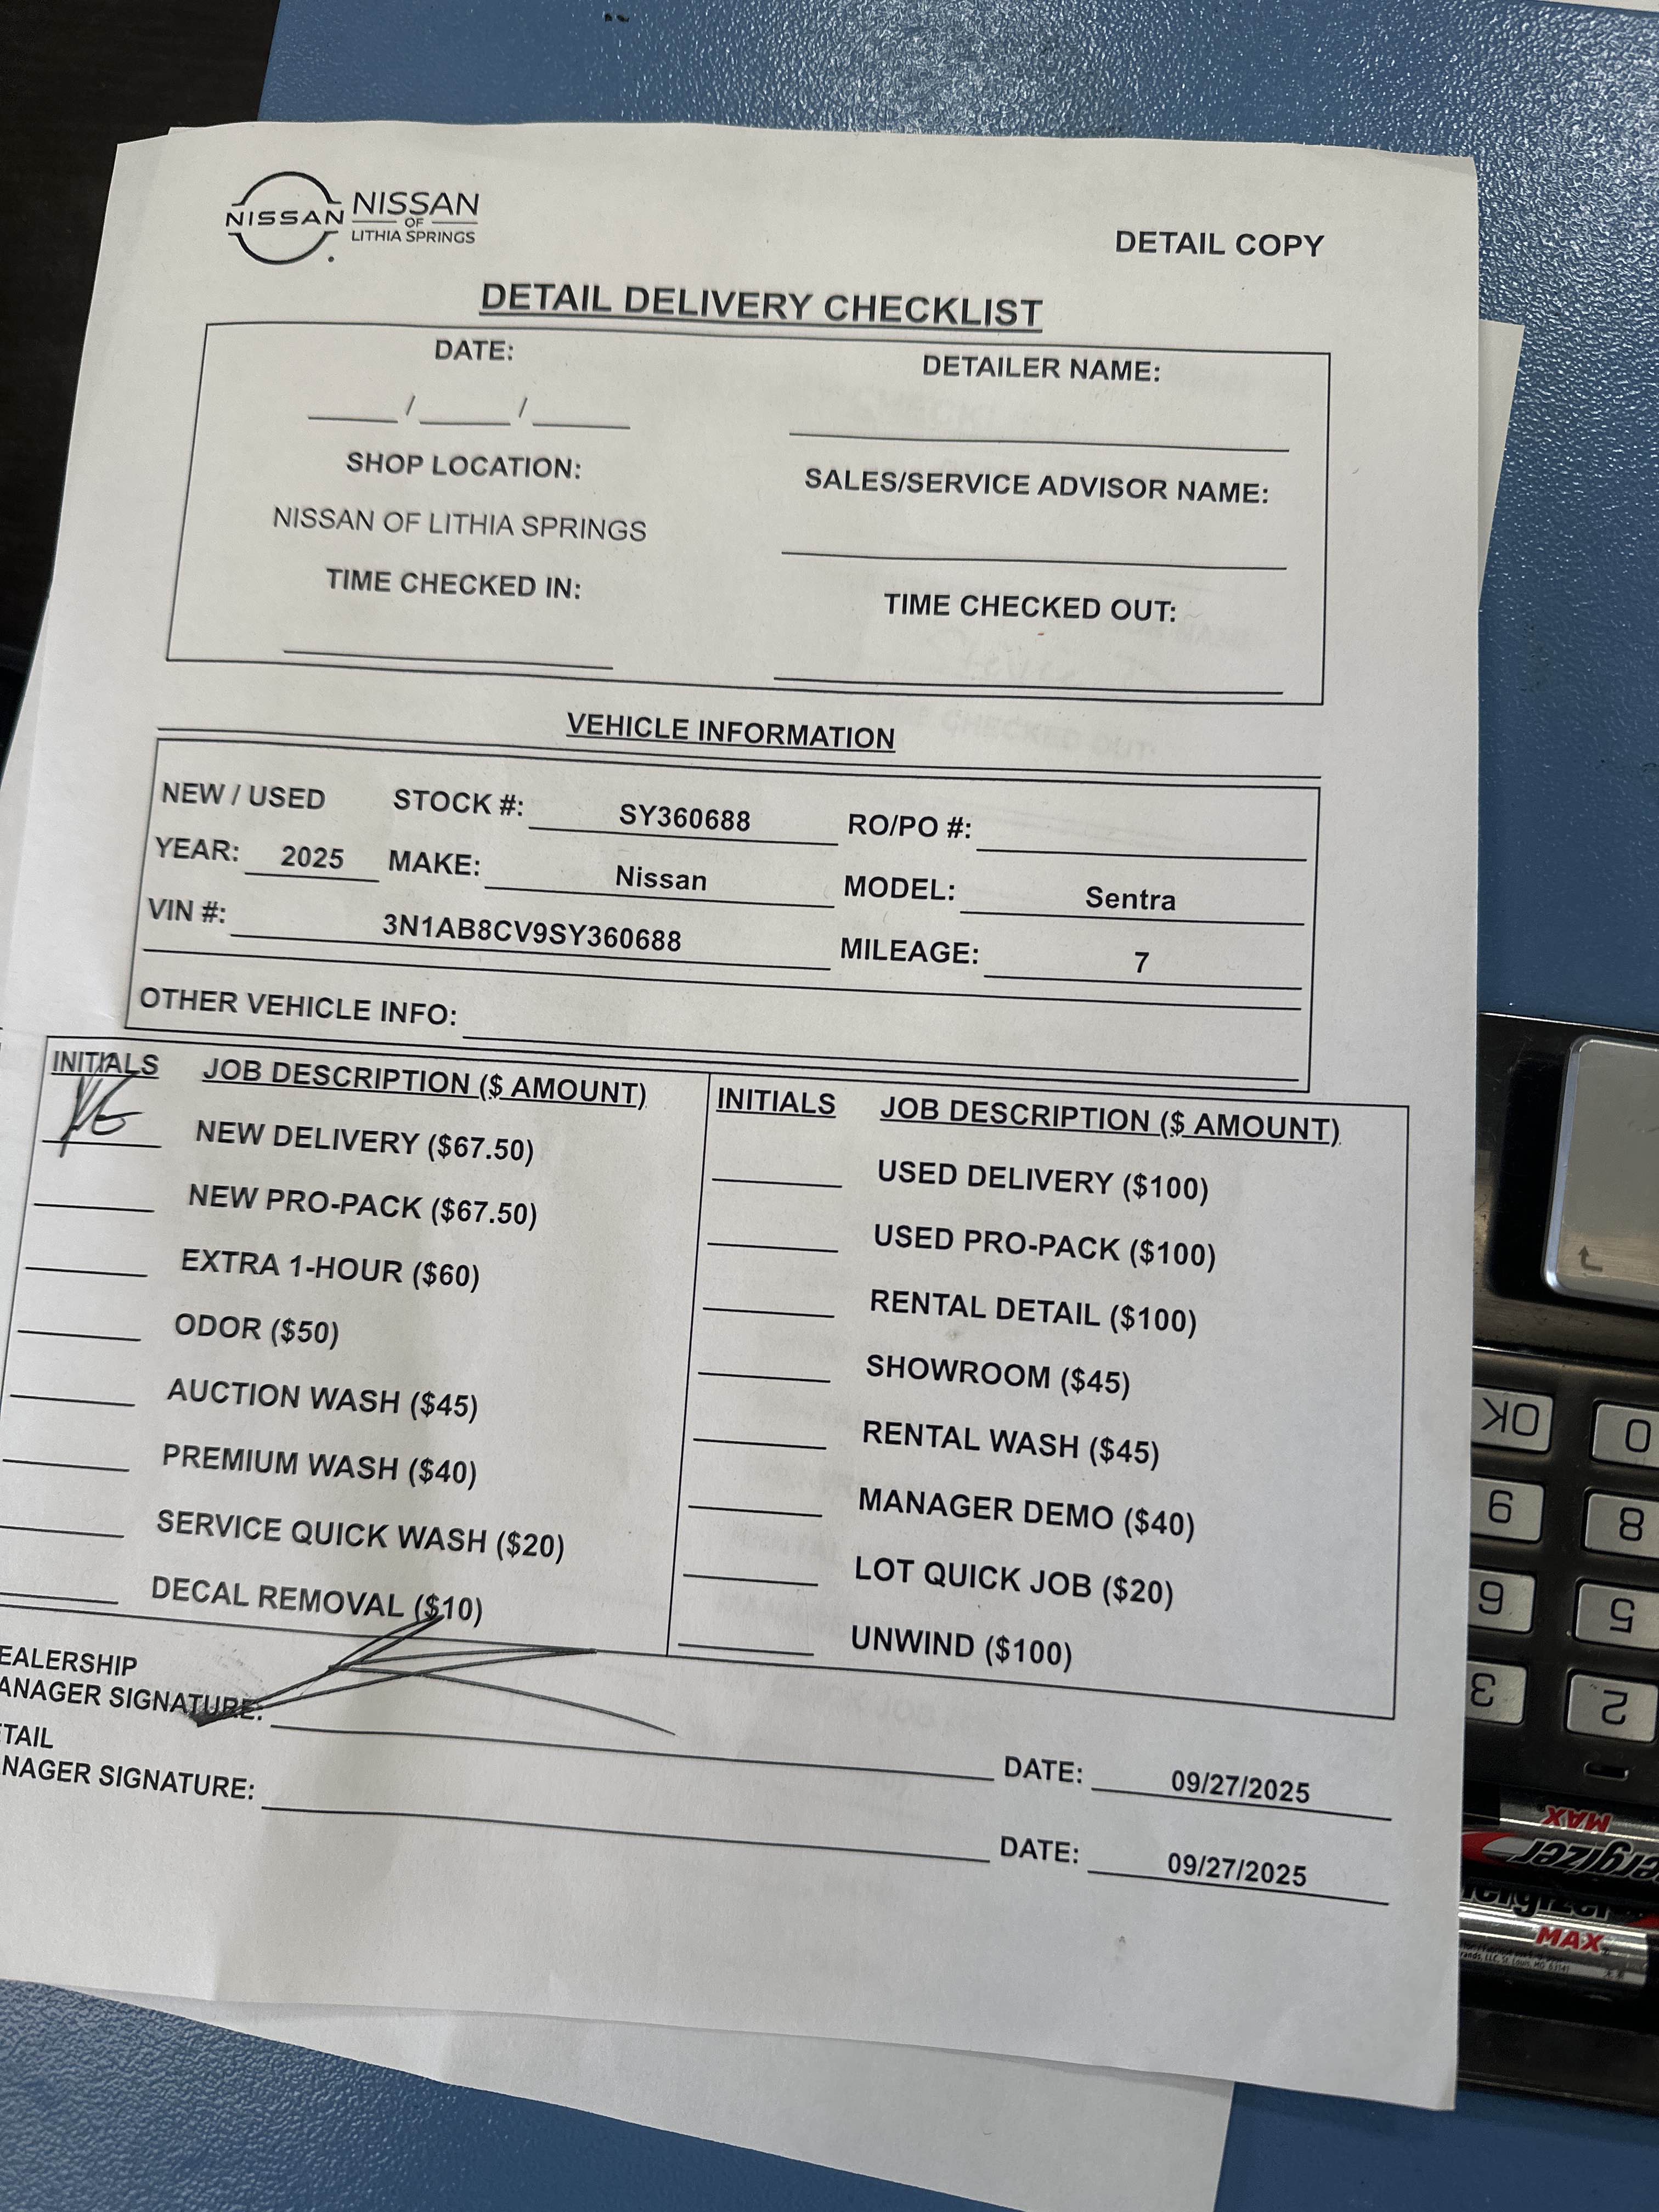 NISSAN
NISSAN
OF
LITHIA SPRINGS
DETAIL COPY
DETAIL DELIVERY CHECKLIST
DATE:
DETAILER NAME:
____ / ____ / ____
SHOP LOCATION:
SALES/SERVICE ADVISOR NAME:
NISSAN OF LITHIA SPRINGS
TIME CHECKED IN:
TIME CHECKED OUT:
VEHICLE INFORMATION
NEW / USED STOCK #: SY360688 RO/PO #:
YEAR: 2025 MAKE: Nissan MODEL: Sentra
VIN #: 3N1AB8CV9SY360688 MILEAGE: 7
OTHER VEHICLE INFO:
INITIALS JOB DESCRIPTION ($ AMOUNT)
NEW DELIVERY ($67.50)
NEW PRO-PACK ($67.50)
EXTRA 1-HOUR ($60)
ODOR ($50)
AUCTION WASH ($45)
PREMIUM WASH ($40)
SERVICE QUICK WASH ($20)
DECAL REMOVAL ($10)
INITIALS JOB DESCRIPTION ($ AMOUNT)
USED DELIVERY ($100)
USED PRO-PACK ($100)
RENTAL DETAIL ($100)
SHOWROOM ($45)
RENTAL WASH ($45)
MANAGER DEMO ($40)
LOT QUICK JOB ($20)
UNWIND ($100)
EALERSHIP
ANAGER SIGNATURE:
DATE: 09/27/2025
TAIL
NAGER SIGNATURE:
DATE: 09/27/2025
OK
0
9
8
6
5
3
2
MAX
ergizer
MAX